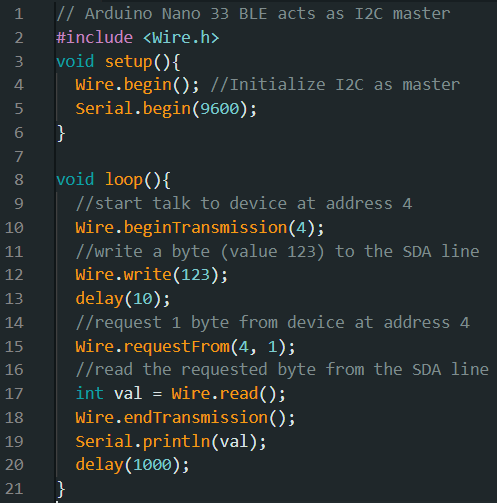 1 // Arduino Nano 33 BLE acts as I2C master
2 #include <Wire.h>
3 void setup(){
4   Wire.begin(); //Initialize I2C as master
5   Serial.begin(9600);
6 }
7
8 void loop(){
9   //start talk to device at address 4
10   Wire.beginTransmission(4);
11   //write a byte (value 123) to the SDA line
12   Wire.write(123);
13   delay(10);
14   //request 1 byte from device at address 4
15   Wire.requestFrom(4, 1);
16   //read the requested byte from the SDA line
17   int val = Wire.read();
18   Wire.endTransmission();
19   Serial.println(val);
20   delay(1000);
21 }